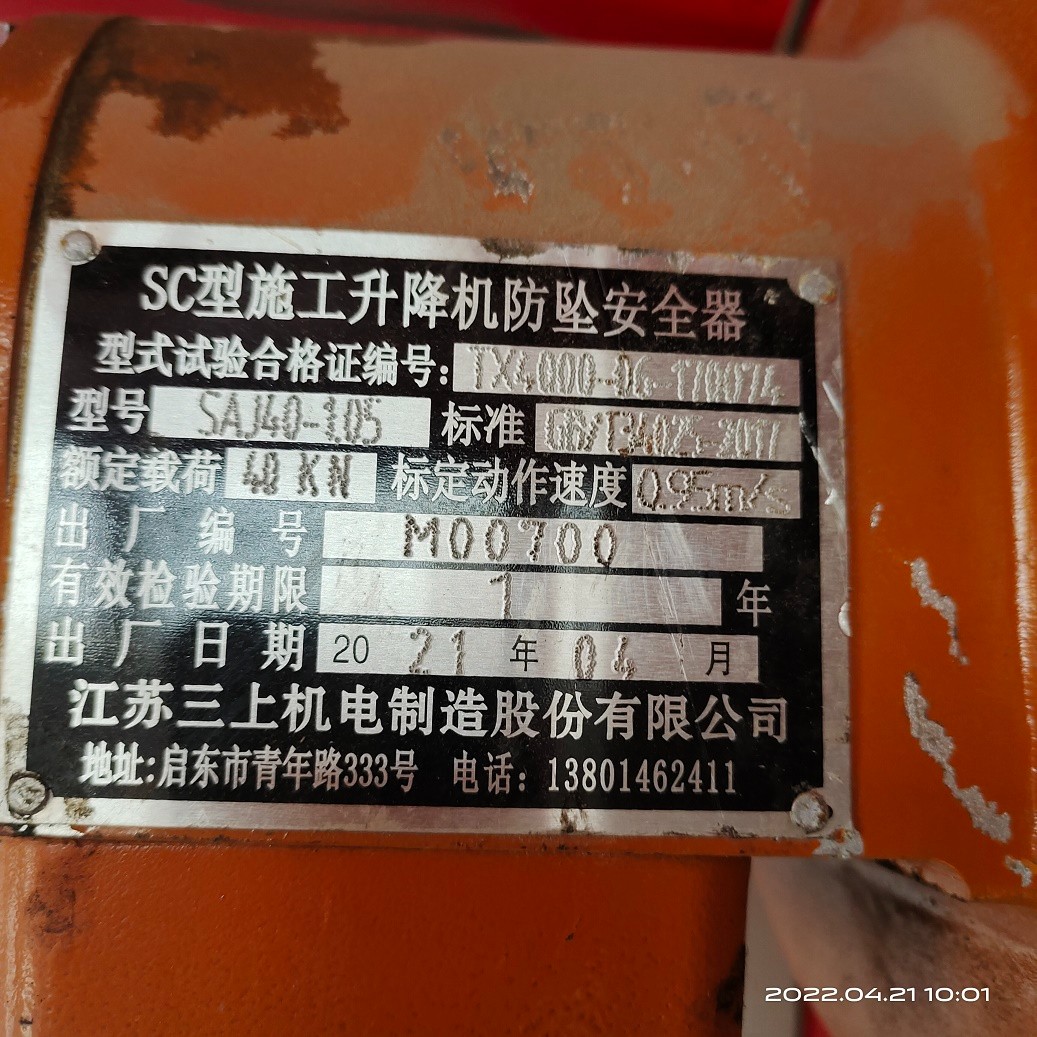 SC型施工升降机防坠安全器
型式试验合格证编号: TX4000-06-170074
型号 SAJ40-1.05 标准 GB/T34025-2017
额定载荷 40 KN 标定动作速度 0.95m/s
出厂编号 M00700
有效检验期限 1 年
出厂日期 2021年04月
江苏三上机电制造股份有限公司
地址:启东市青年路333号 电话: 13801462411
2022.04.21 10:01